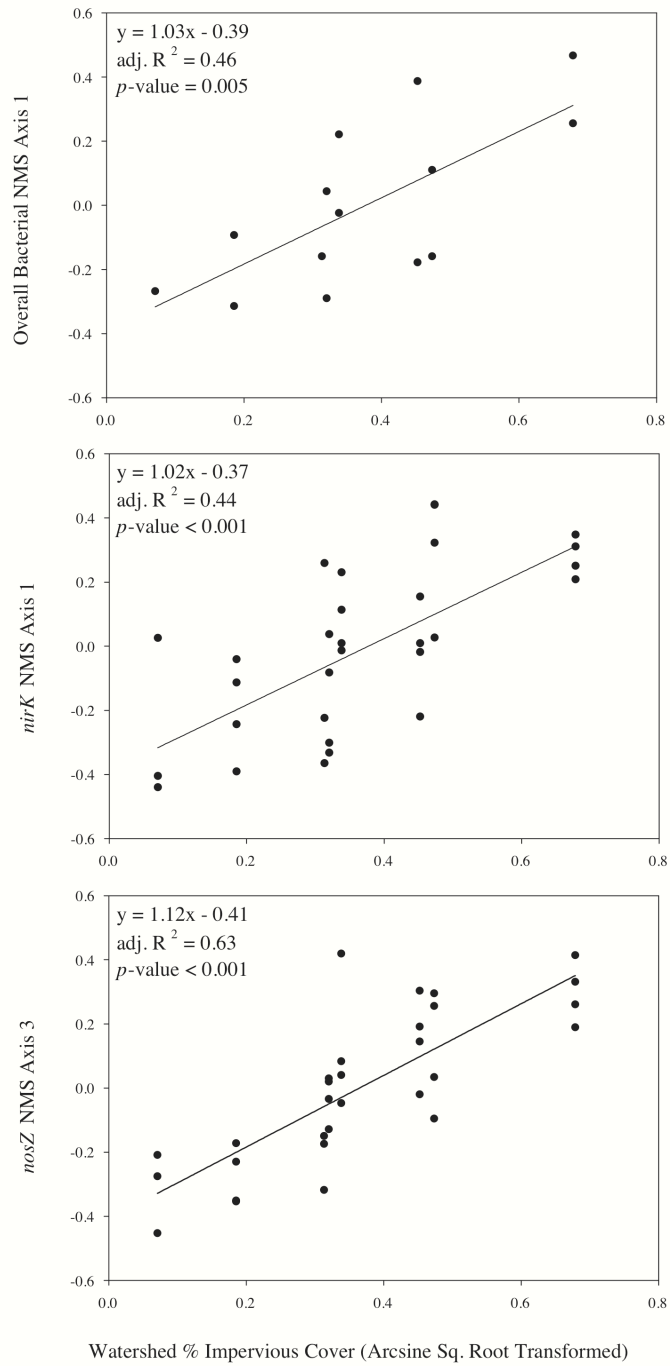 y = 1.03x - 0.39
adj. R 2 = 0.46
p-value = 0.005
Overall Bacterial NMS Axis 1
0.6
0.4
0.2
0.0
-0.2
-0.4
-0.6
0.0 0.2 0.4 0.6 0.8
y = 1.02x - 0.37
adj. R 2 = 0.44
p-value < 0.001
nirK NMS Axis 1
0.6
0.4
0.2
0.0
-0.2
-0.4
-0.6
0.0 0.2 0.4 0.6 0.8
y = 1.12x - 0.41
adj. R 2 = 0.63
p-value < 0.001
nosZ NMS Axis 3
0.6
0.4
0.2
0.0
-0.2
-0.4
-0.6
0.0 0.2 0.4 0.6 0.8
Watershed % Impervious Cover (Arcsine Sq. Root Transformed)